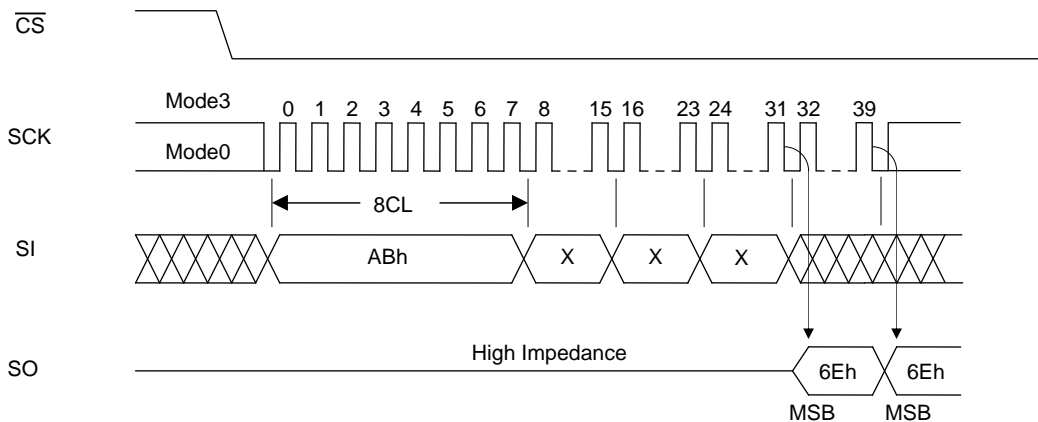 CS
Mode3
0 1 2 3 4 5 6 7 8 15 16 23 24 31 32 39
SCK
Mode0
8CL
SI
ABh X X X
High Impedance
SO
6Eh 6Eh
MSB MSB